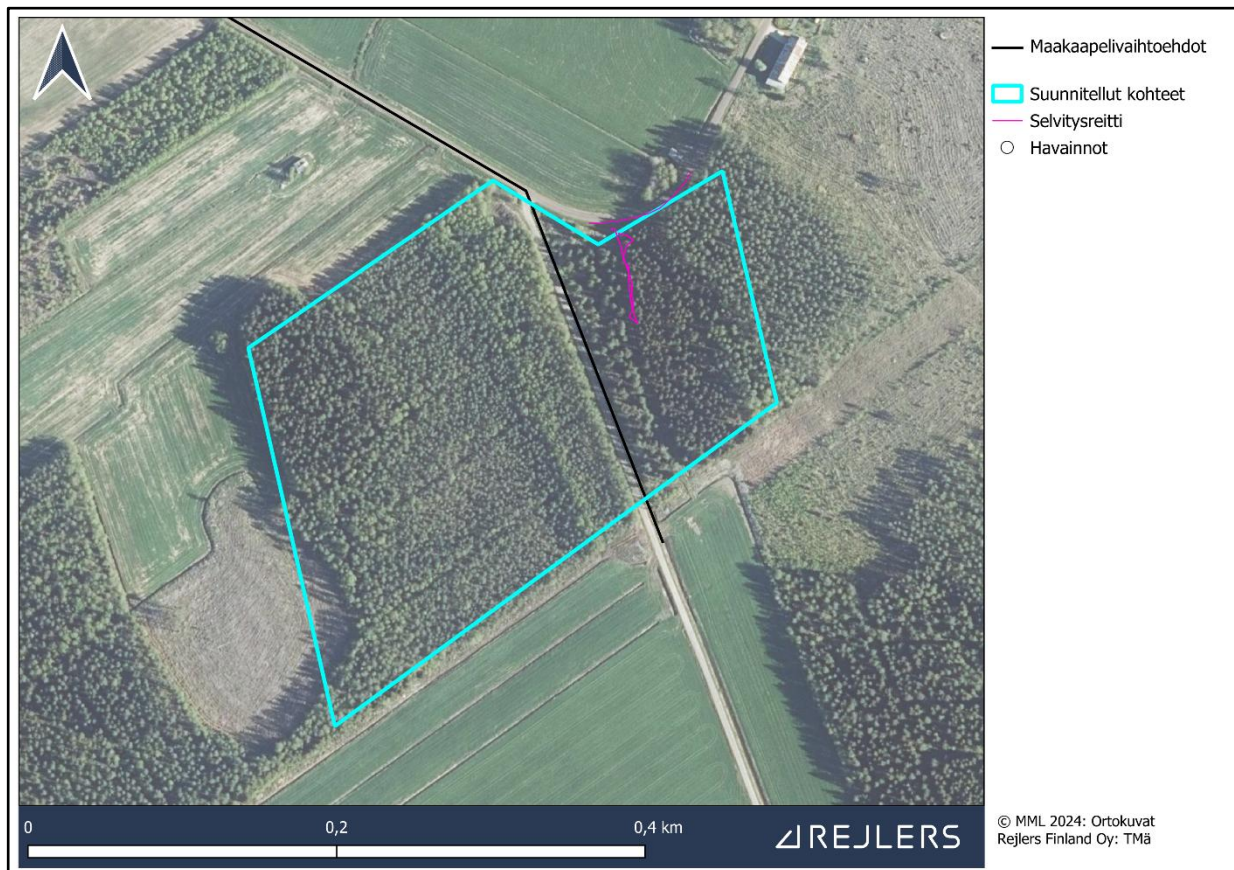 Maakaapelivaihtoehdot
Suunnitellut kohteet
Selvitysreitti
Havainnot
0 0,2 0,4 km
REJLERS
© MML 2024: Ortokuvat
Rejlers Finland Oy: TMä